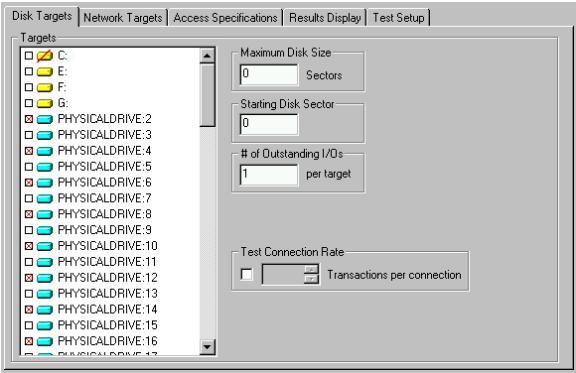 Disk Targets Network Targets Access Specifications Results Display Test Setup
Targets
C:
E:
F:
G:
PHYSICALDRIVE:2
PHYSICALDRIVE:3
PHYSICALDRIVE:4
PHYSICALDRIVE:5
PHYSICALDRIVE:6
PHYSICALDRIVE:7
PHYSICALDRIVE:8
PHYSICALDRIVE:9
PHYSICALDRIVE:10
PHYSICALDRIVE:11
PHYSICALDRIVE:12
PHYSICALDRIVE:13
PHYSICALDRIVE:14
PHYSICALDRIVE:15
PHYSICALDRIVE:16
PHYSICALDRIVE:17
Maximum Disk Size
0 Sectors
Starting Disk Sector
0
# of Outstanding I/Os
1 per target
Test Connection Rate
Transactions per connection